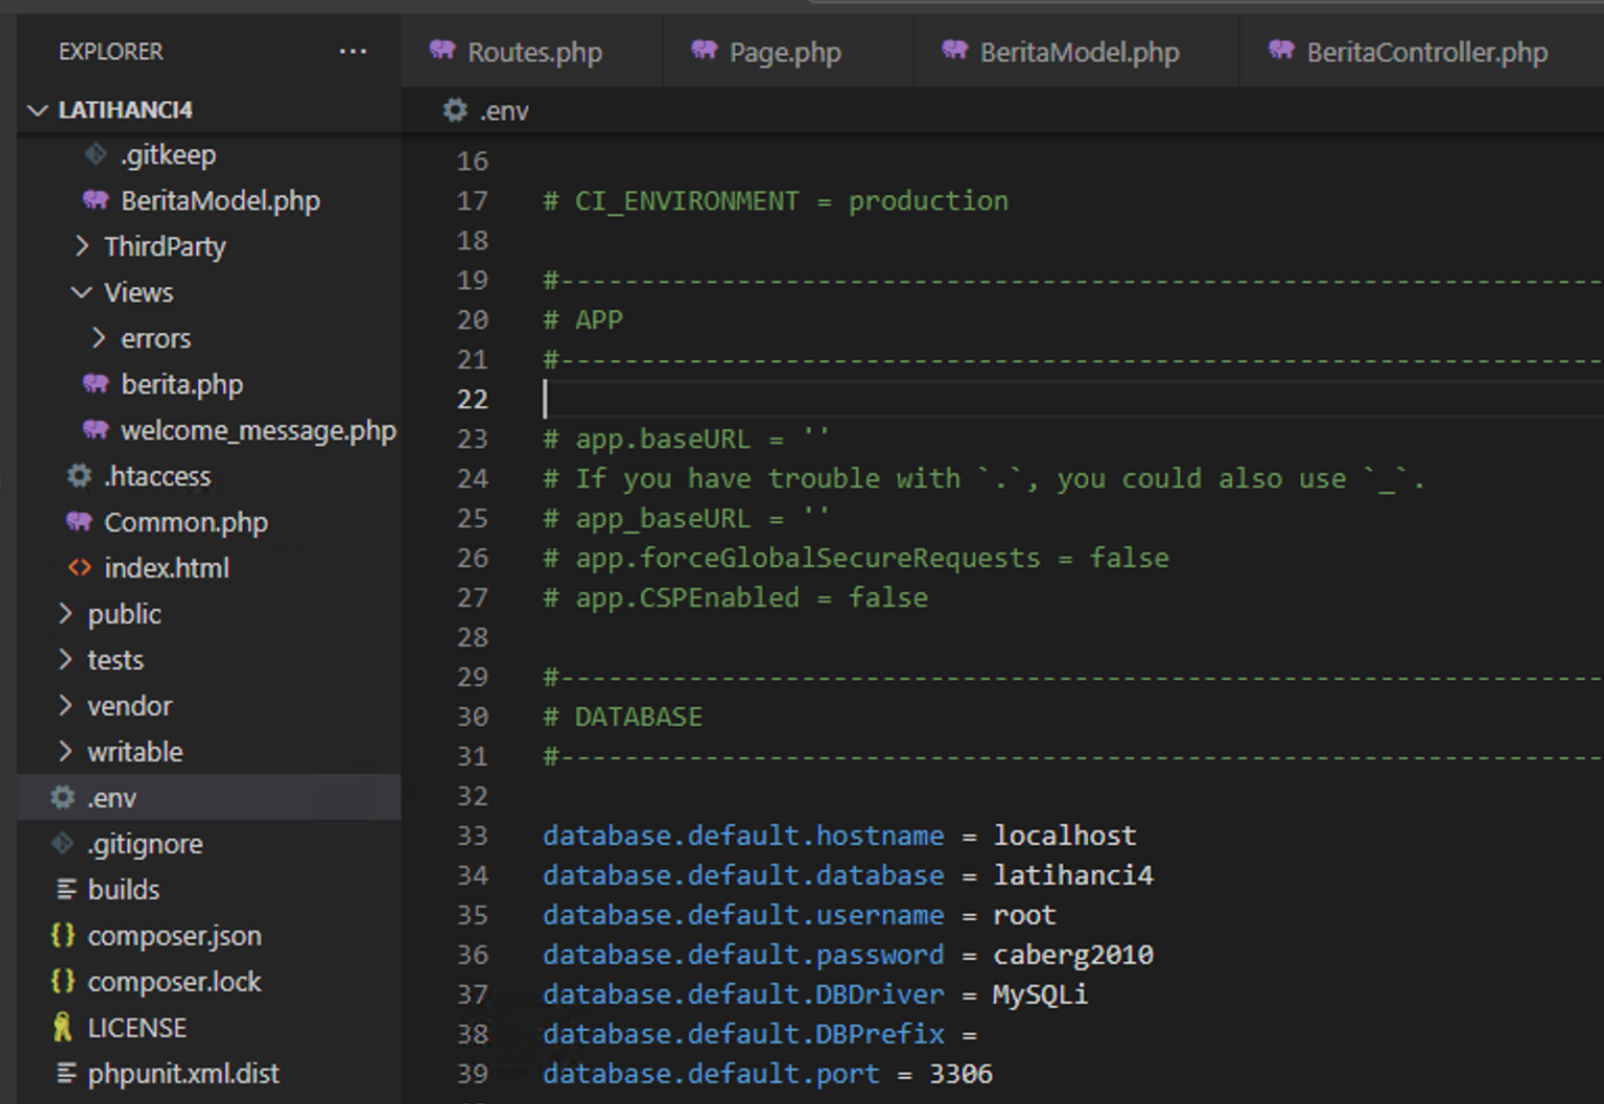 EXPLORER ...
LATIHANCI4
.gitkeep
BeritaModel.php
ThirdParty
Views
errors
berita.php
welcome_message.php
.htaccess
Common.php
index.html
public
tests
vendor
writable
.env
.gitignore
builds
composer.json
composer.lock
LICENSE
phpunit.xml.dist
Routes.php Page.php BeritaModel.php BeritaController.php
.env
16
17 # CI_ENVIRONMENT = production
18
19 #-----------------------------------------------------------------
20 # APP
21 #-----------------------------------------------------------------
22
23 # app.baseURL = ''
24 # If you have trouble with `.`, you could also use `_`.
25 # app_baseURL = ''
26 # app.forceGlobalSecureRequests = false
27 # app.CSPEnabled = false
28
29 #-----------------------------------------------------------------
30 # DATABASE
31 #-----------------------------------------------------------------
32
33 database.default.hostname = localhost
34 database.default.database = latihanci4
35 database.default.username = root
36 database.default.password = caberg2010
37 database.default.DBDriver = MySQLi
38 database.default.DBPrefix =
39 database.default.port = 3306